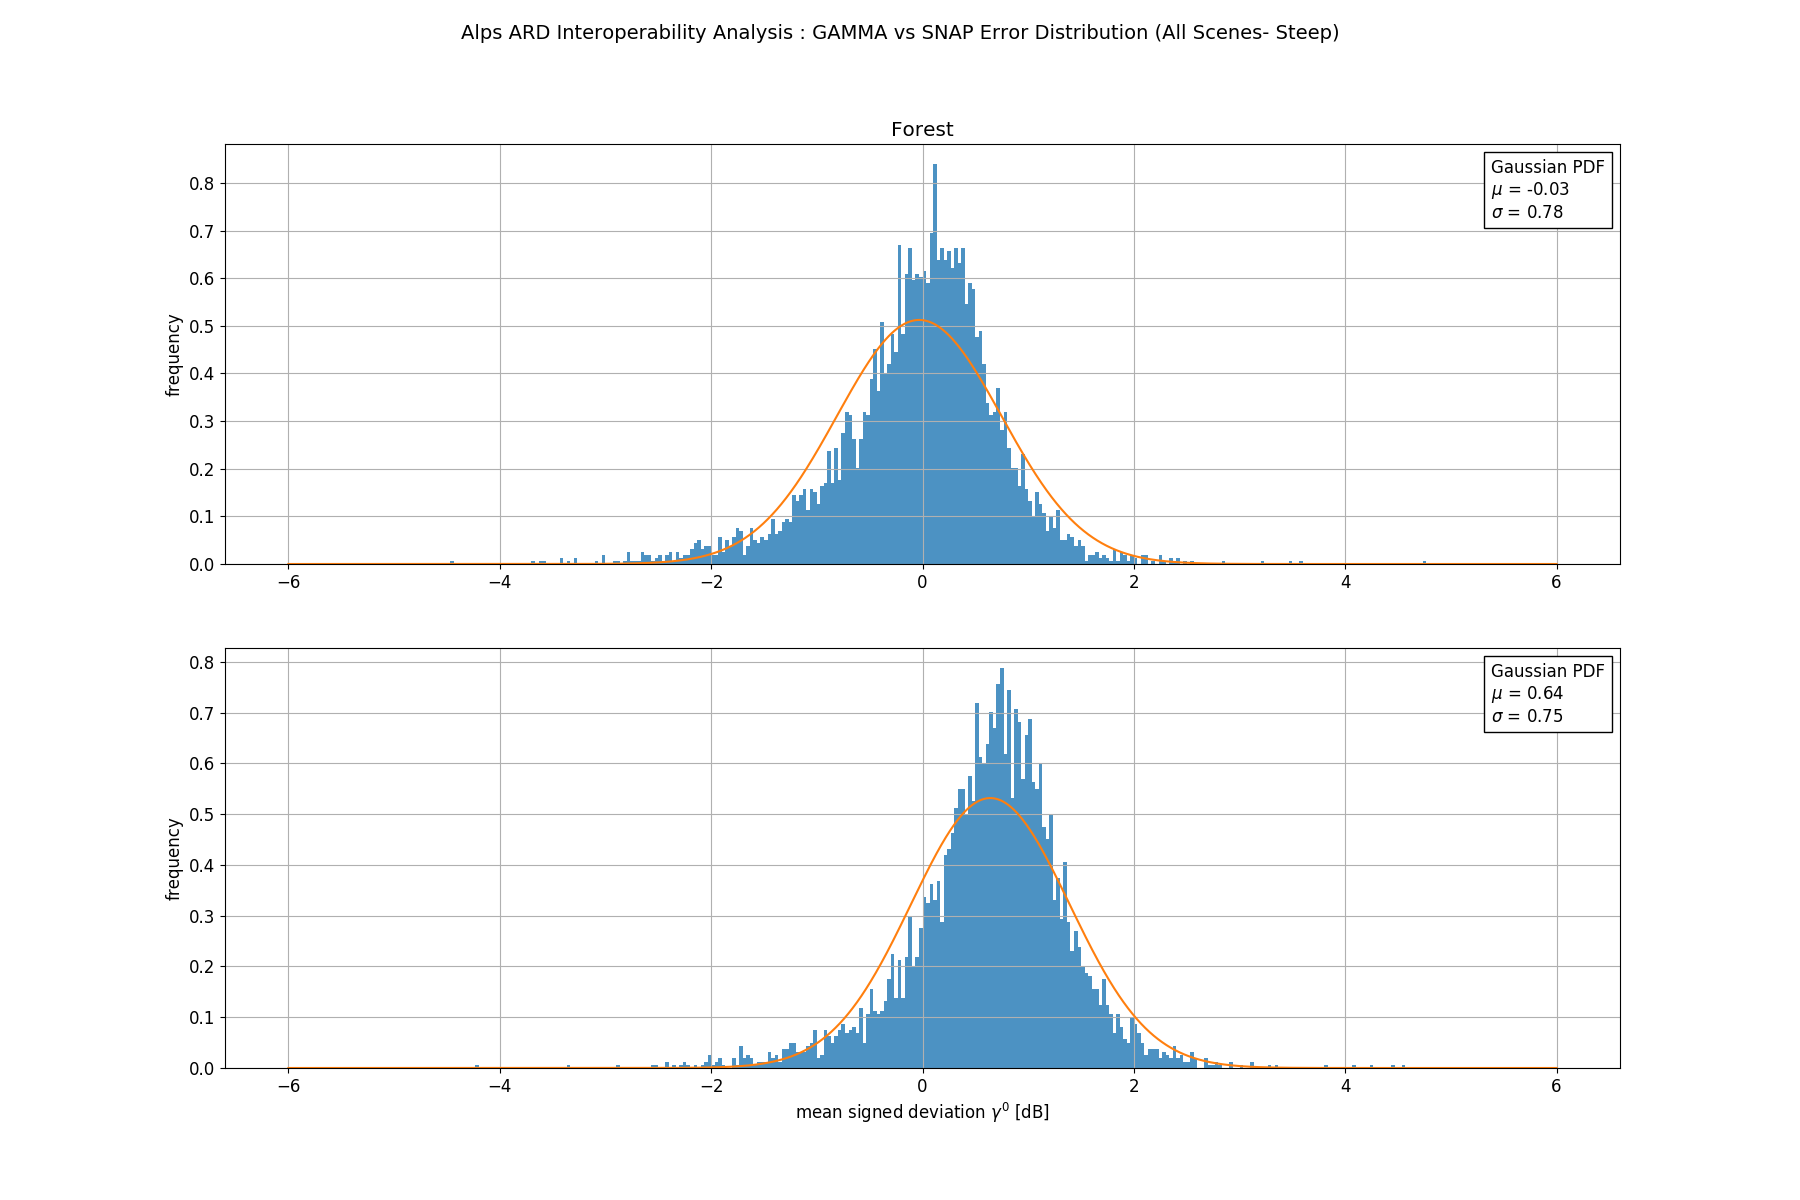 Alps ARD Interoperability Analysis : GAMMA vs SNAP Error Distribution (All Scenes- Steep)
Forest
Gaussian PDF
μ = -0.03
σ = 0.78
frequency
0.8
0.7
0.6
0.5
0.4
0.3
0.2
0.1
0.0
−6 −4 −2 0 2 4 6
Gaussian PDF
μ = 0.64
σ = 0.75
frequency
0.8
0.7
0.6
0.5
0.4
0.3
0.2
0.1
0.0
−6 −4 −2 0 2 4 6
mean signed deviation γ⁰ [dB]